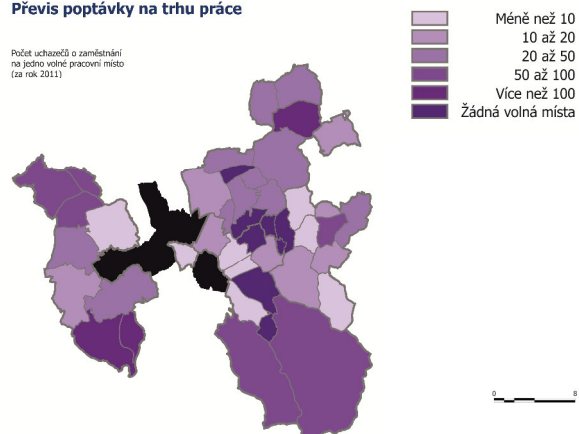 Převis poptávky na trhu práce
Počet uchazečů o zaměstnání
na jedno volné pracovní místo
(za rok 2011)
Méně než 10
10 až 20
20 až 50
50 až 100
Více než 100
Žádná volná místa
0 8